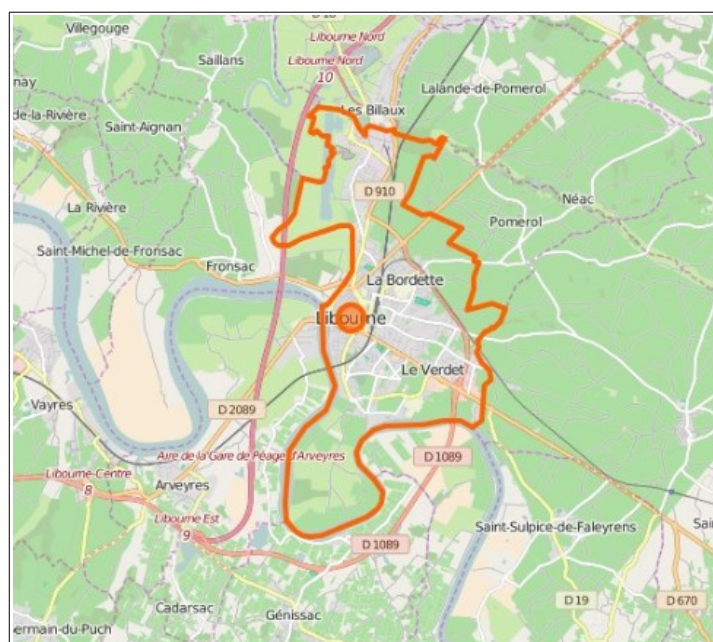 D 18
Libourne Nord
Villegouge
Saillans
Libourne Nord
10
Lalande-de-Pomerol
nay
Les Billaux
de-la-Rivière
Saint-Aignan
D 910
Néac
La Rivière
Pomerol
Saint-Michel-de-Fronsac
Fronsac
La Bordette
Libourne
Le Verdet
Vayres
D 2089
Aire de la Gare de Péage d'Arveyres
D 1089
Libourne-Centre
8
Arveyres
Libourne Est
9
Saint-Sulpice-de-Faleyrens
Sain
D 1089
Cadarsac
Génissac
D 19
D 670
ermain-du-Puch